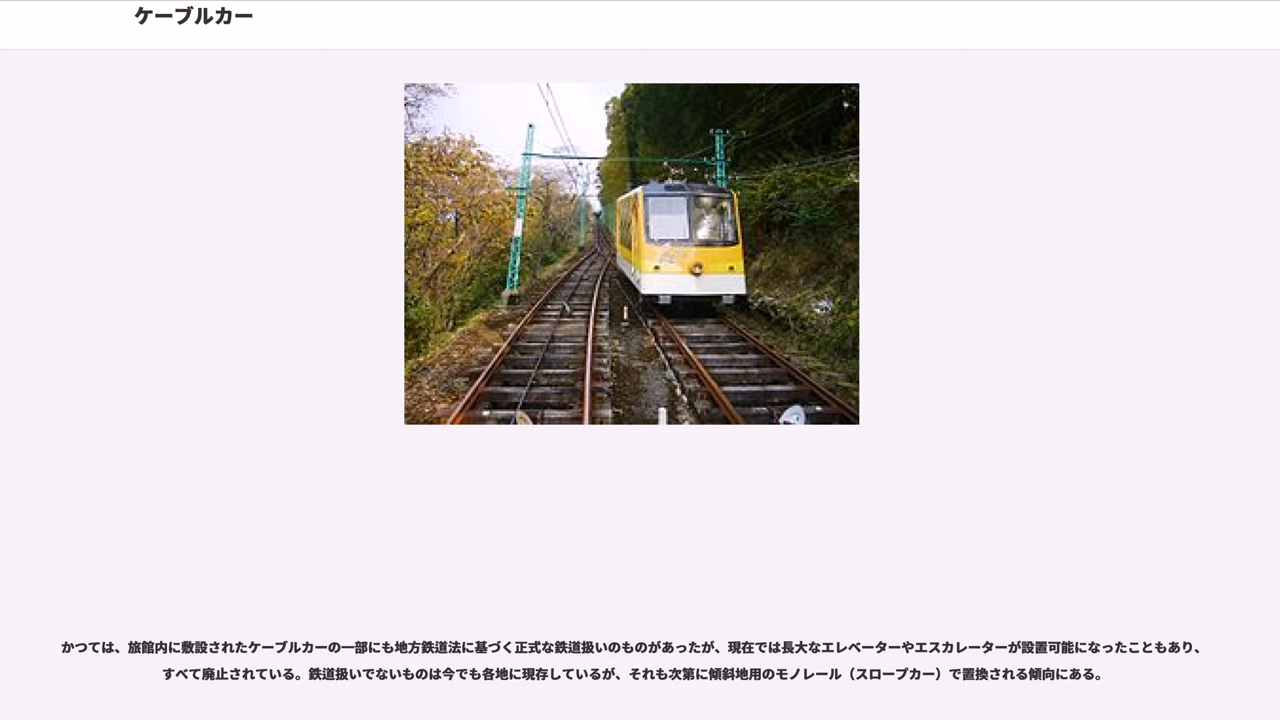 ケーブルカー
かつては、旅館内に敷設されたケーブルカーの一部にも地方鉄道法に基づく正式な鉄道扱いのものがあったが、現在では長大なエレベーターやエスカレーターが設置可能になったこともあり、
すべて廃止されている。鉄道扱いでないものは今でも各地に現存しているが、それも次第に傾斜地用のモノレール（スロープカー）で置換される傾向にある。